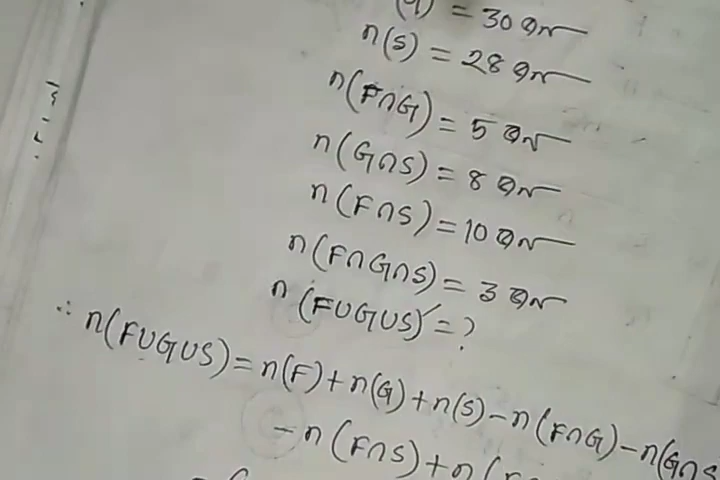 = 30 জন
n(S) = 28 জন
n(F∩G) = 5 জন
n(G∩S) = 8 জন
n(F∩S) = 10 জন
n(F∩G∩S) = 3 জন
n(F∪G∪S)′ = ?
∴ n(F∪G∪S) = n(F) + n(G) + n(S) − n(F∩G) − n(G∩S
− n(F∩S) + n(